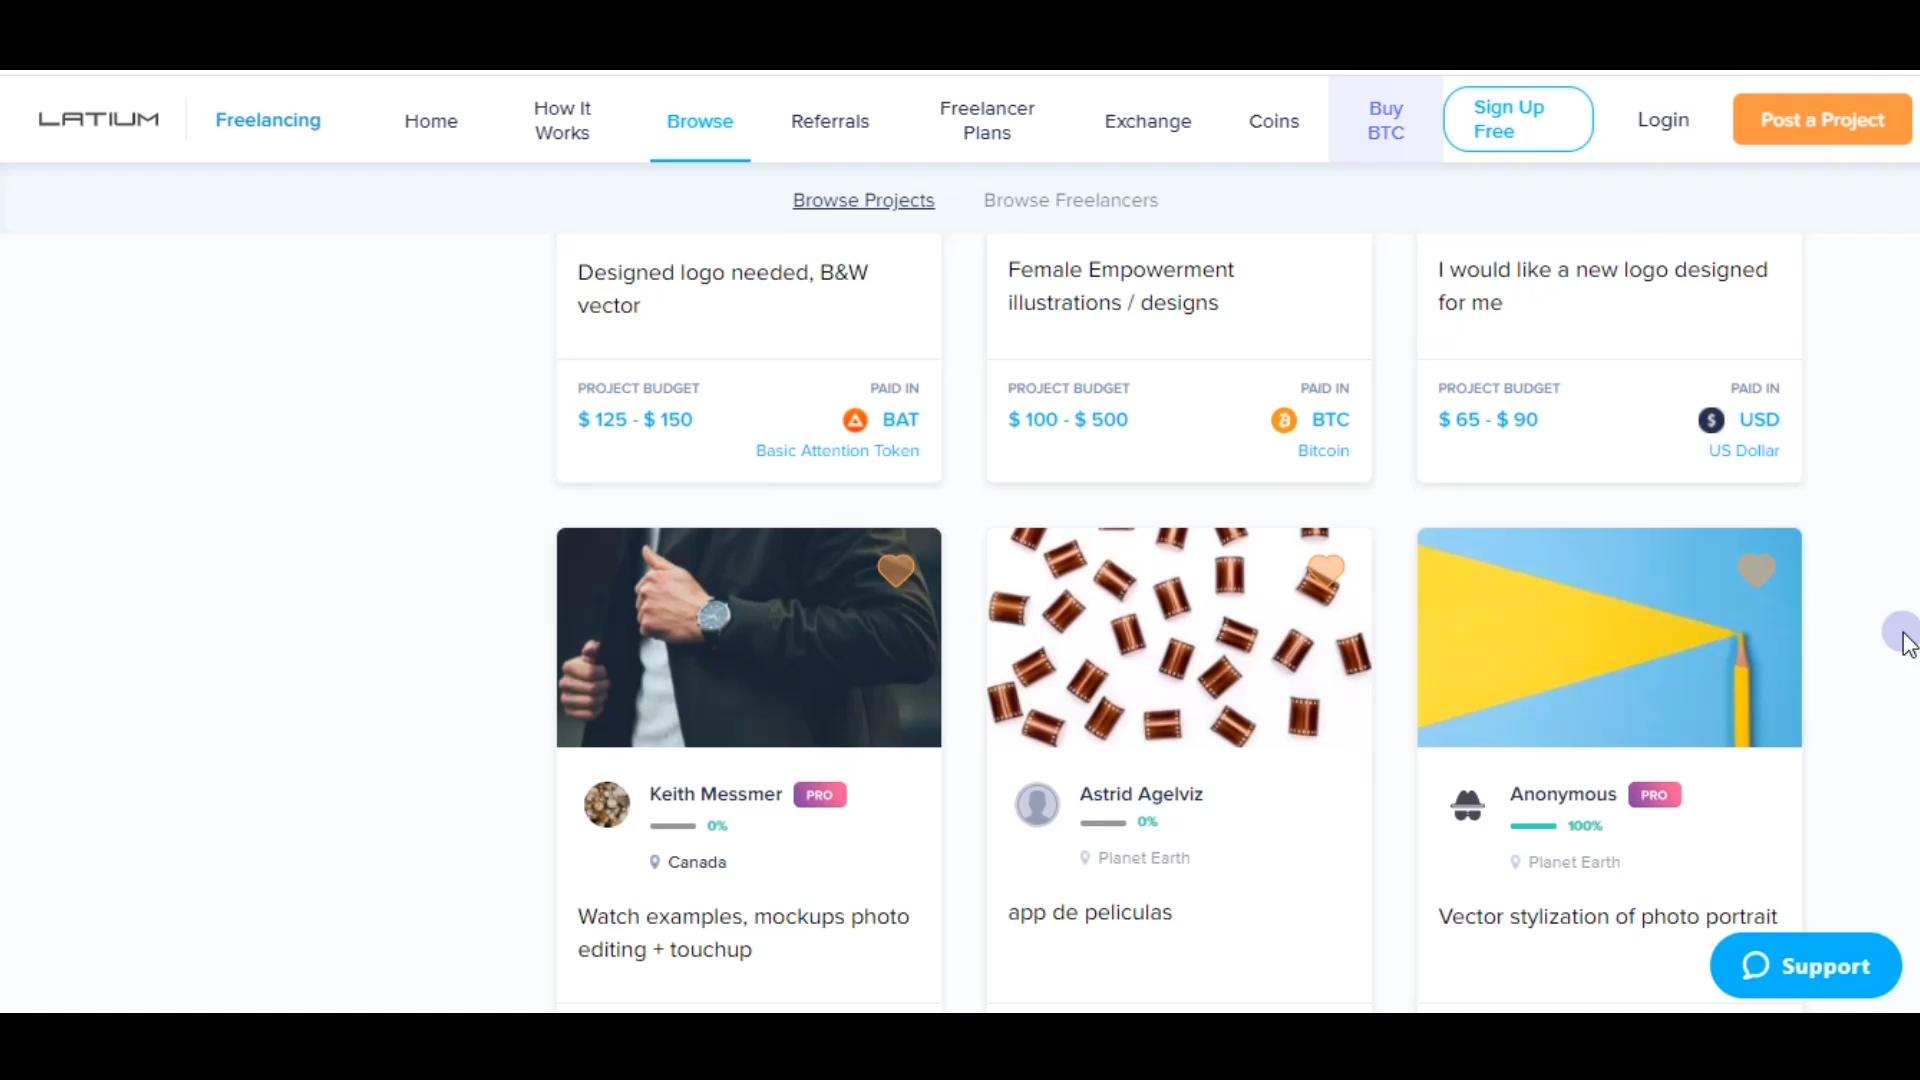 LATIUM
Freelancing
Home
How It
Works
Browse
Referrals
Freelancer
Plans
Exchange
Coins
Buy
BTC
Sign Up
Free
Login
Post a Project
Browse Projects
Browse Freelancers
Designed logo needed, B&W
vector
PROJECT BUDGET
PAID IN
$ 125 - $ 150
BAT
Basic Attention Token
Female Empowerment
illustrations / designs
PROJECT BUDGET
PAID IN
$ 100 - $ 500
BTC
Bitcoin
I would like a new logo designed
for me
PROJECT BUDGET
PAID IN
$ 65 - $ 90
USD
US Dollar
Keith Messmer PRO
0%
Canada
Watch examples, mockups photo
editing + touchup
Astrid Agelviz
0%
Planet Earth
app de peliculas
Anonymous PRO
100%
Planet Earth
Vector stylization of photo portrait
Support